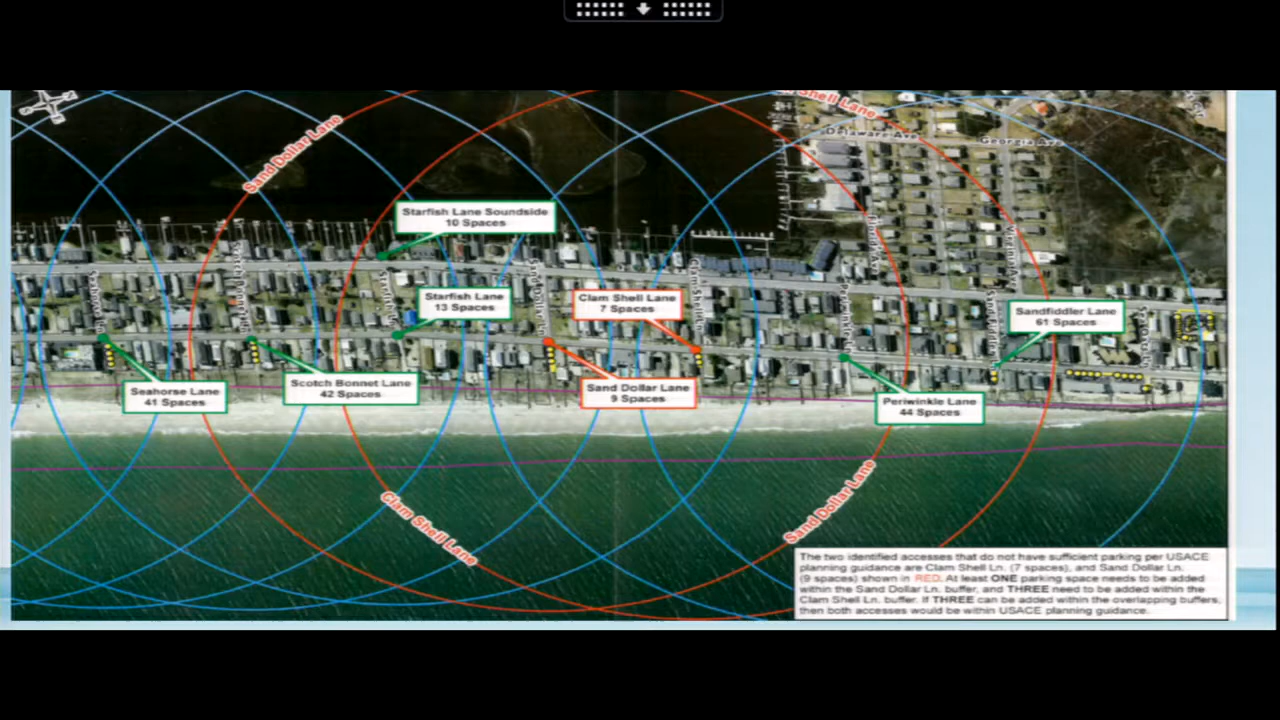 Shell Lane
Delaware Ave
Georgia Ave
Sand Dollar Lane
Starfish Lane Soundside
10 Spaces
Starfish Lane
13 Spaces
Clam Shell Lane
7 Spaces
Sandfiddler Lane
61 Spaces
Seahorse Lane
41 Spaces
Scotch Bonnet Lane
42 Spaces
Sand Dollar Lane
9 Spaces
Periwinkle Lane
44 Spaces
Clam Shell Lane
Sand Dollar Lane
The two identified accesses that do not have sufficient parking per USACE
planning guidance are Clam Shell Ln. (7 spaces), and Sand Dollar Ln.
(9 spaces) shown in RED. At least ONE parking space needs to be added
within the Sand Dollar Ln. buffer, and THREE need to be added within the
Clam Shell Ln. buffer. If THREE can be added within the overlapping buffers,
then both accesses would be within USACE planning guidance.